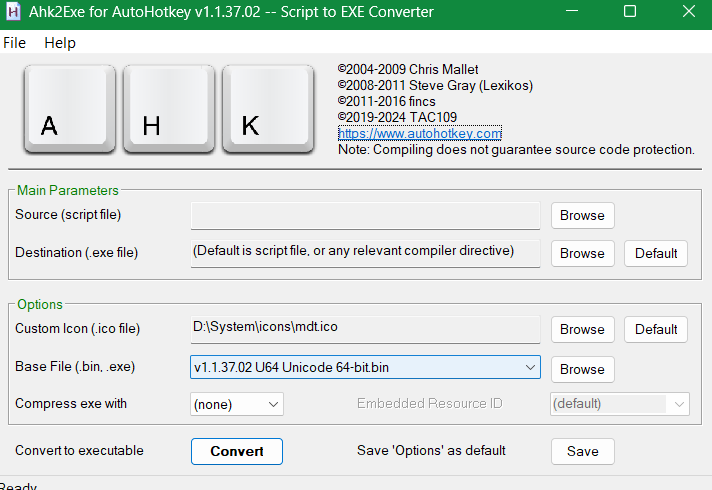 Ahk2Exe for AutoHotkey v1.1.37.02 -- Script to EXE Converter
File Help
A H K
©2004-2009 Chris Mallet
©2008-2011 Steve Gray (Lexikos)
©2011-2016 fincs
©2019-2024 TAC109
https://www.autohotkey.com
Note: Compiling does not guarantee source code protection.
Main Parameters
Source (script file) Browse
Destination (.exe file) (Default is script file, or any relevant compiler directive) Browse Default
Options
Custom Icon (.ico file) D:\System\icons\mdt.ico Browse Default
Base File (.bin, .exe) v1.1.37.02 U64 Unicode 64-bit.bin Browse
Compress exe with (none) Embedded Resource ID (default)
Convert to executable Convert Save 'Options' as default Save
Ready